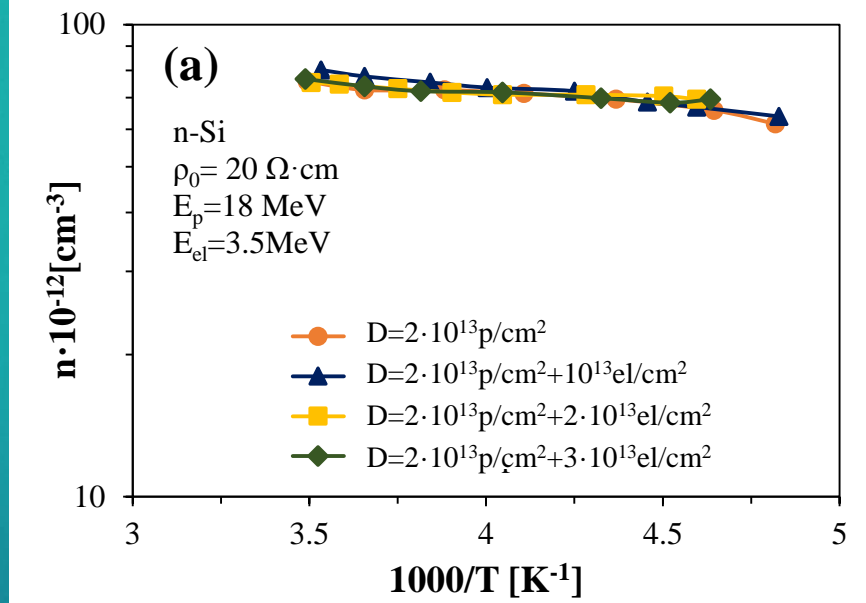 100
(a)
n-Si
ρ₀= 20 Ω·cm
Eₚ=18 MeV
Eₑₗ=3.5MeV
n·10⁻¹²[cm⁻³]
D=2·10¹³p/cm²
D=2·10¹³p/cm²+10¹³el/cm²
D=2·10¹³p/cm²+2·10¹³el/cm²
D=2·10¹³p/cm²+3·10¹³el/cm²
10
3 3.5 4 4.5 5
1000/T [K⁻¹]